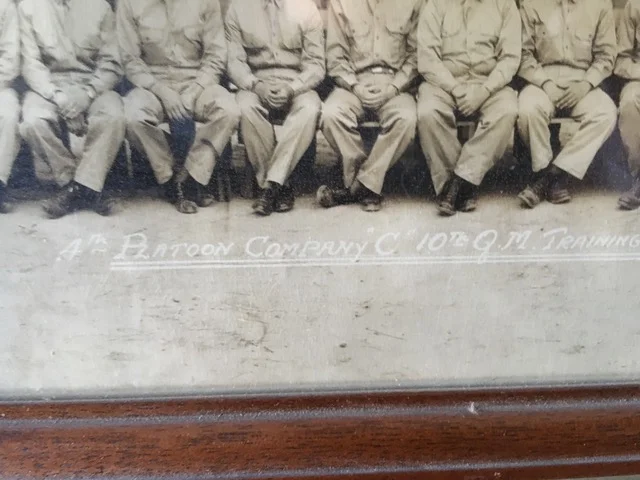 4TH PLATOON COMPANY "C" 10TH Q.M. TRAINING